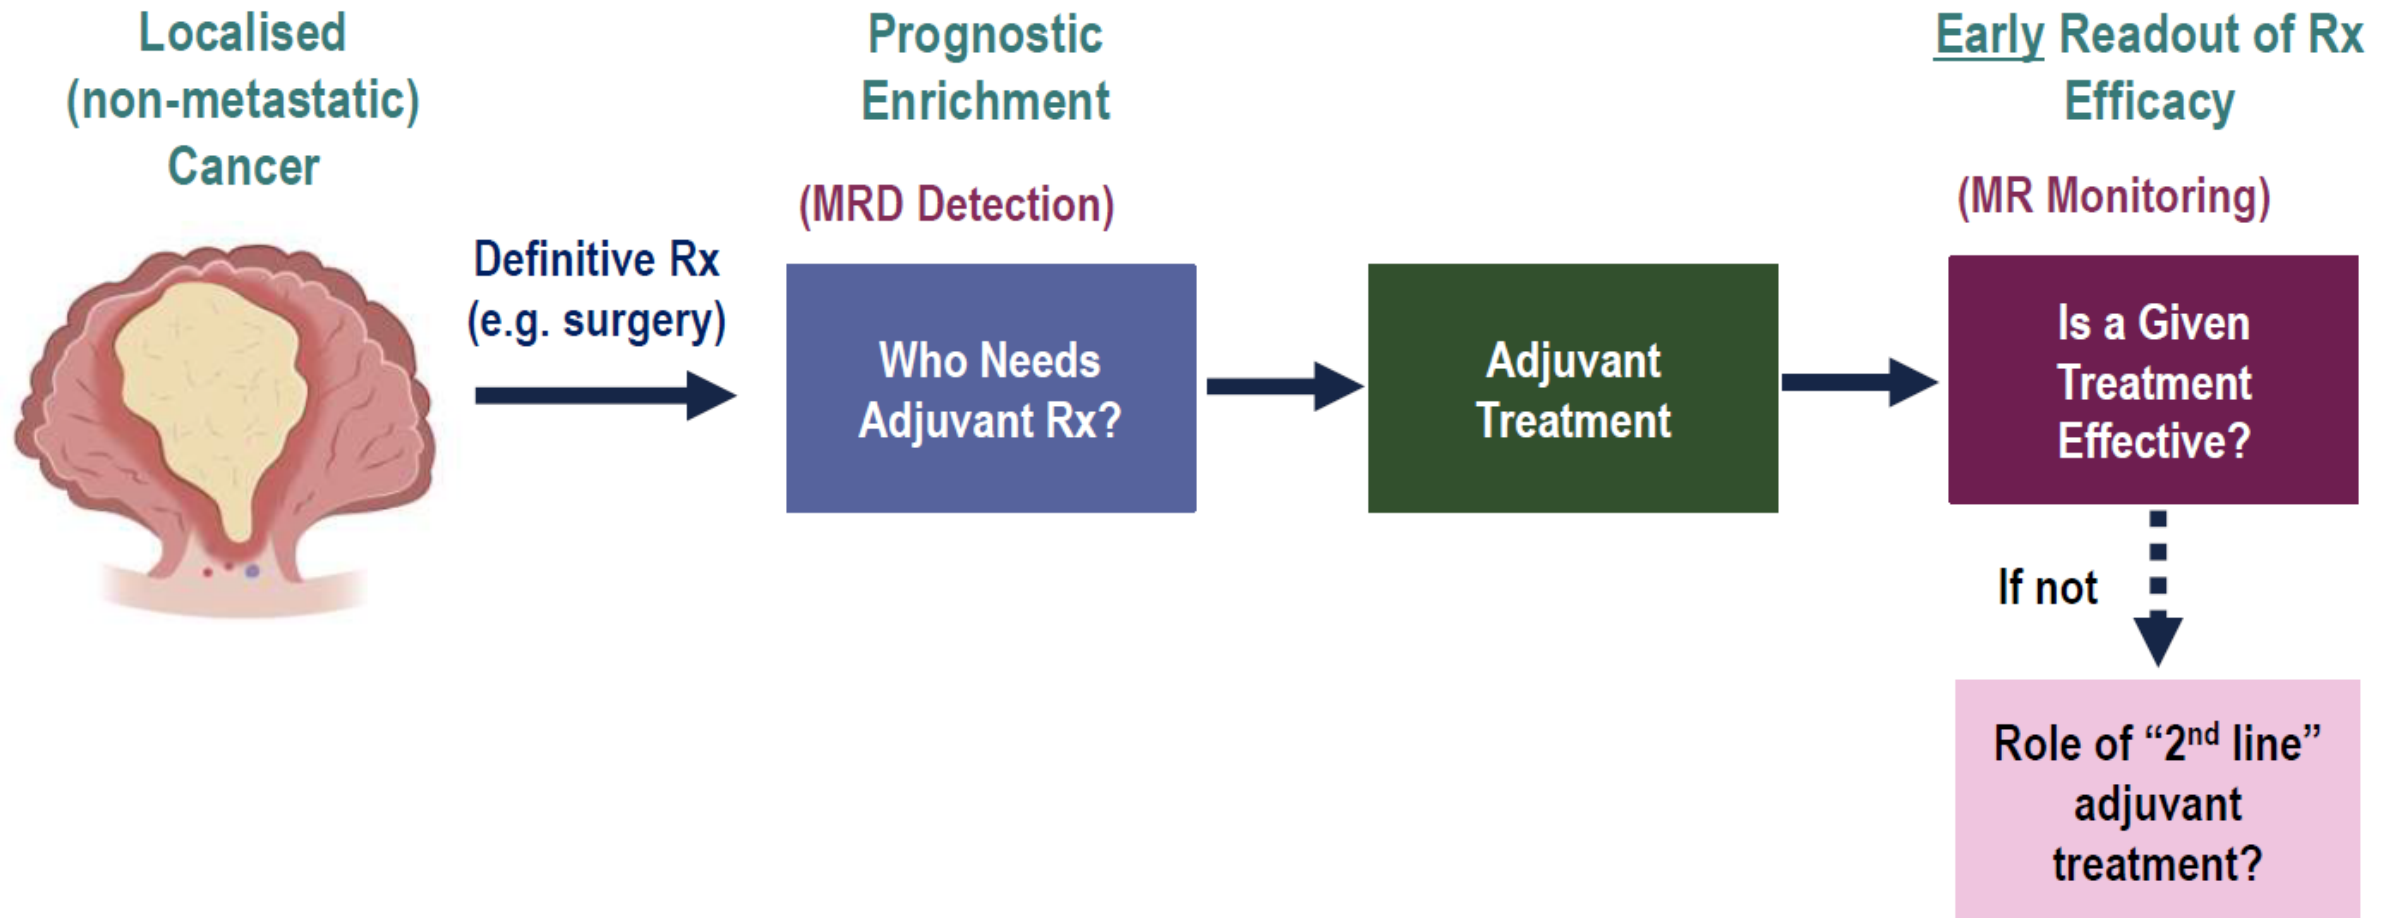 Localised
(non-metastatic)
Cancer
Definitive Rx
(e.g. surgery)
Prognostic
Enrichment
(MRD Detection)
Who Needs
Adjuvant Rx?
Adjuvant
Treatment
Early Readout of Rx
Efficacy
(MR Monitoring)
Is a Given
Treatment
Effective?
If not
Role of “2nd line”
adjuvant
treatment?